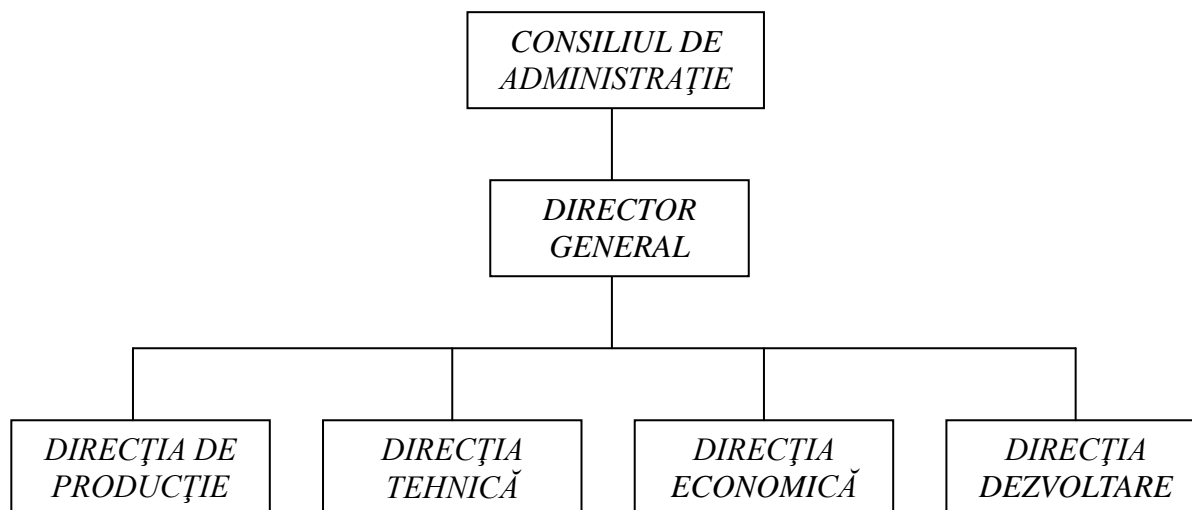 CONSILIUL DE
ADMINISTRAŢIE
DIRECTOR
GENERAL
DIRECŢIA DE
PRODUCŢIE
DIRECŢIA
TEHNICĂ
DIRECŢIA
ECONOMICĂ
DIRECŢIA
DEZVOLTARE